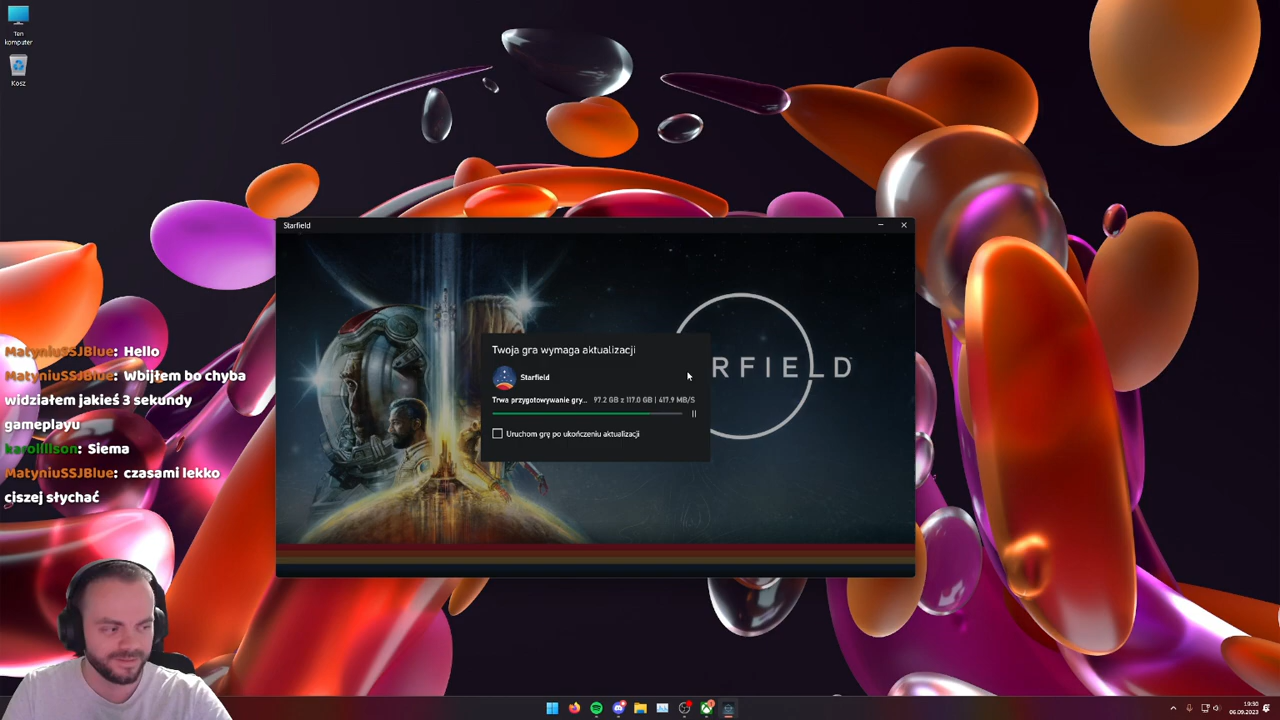 Ten
komputer
Kosz
Starfield
RFIELD
Twoja gra wymaga aktualizacji
Starfield
Trwa przygotowywanie gry... 97.2 GB z 117.0 GB | 417.9 MB/S
Uruchom grę po ukończeniu aktualizacji
MatyniuSSJBlue: Hello
MatyniuSSJBlue: Wbijłem bo chyba
widziałem jakieś 3 sekundy
gameplayu
karolillson: Siema
MatyniuSSJBlue: czasami lekko
ciszej słychać
19:30
06.09.2023